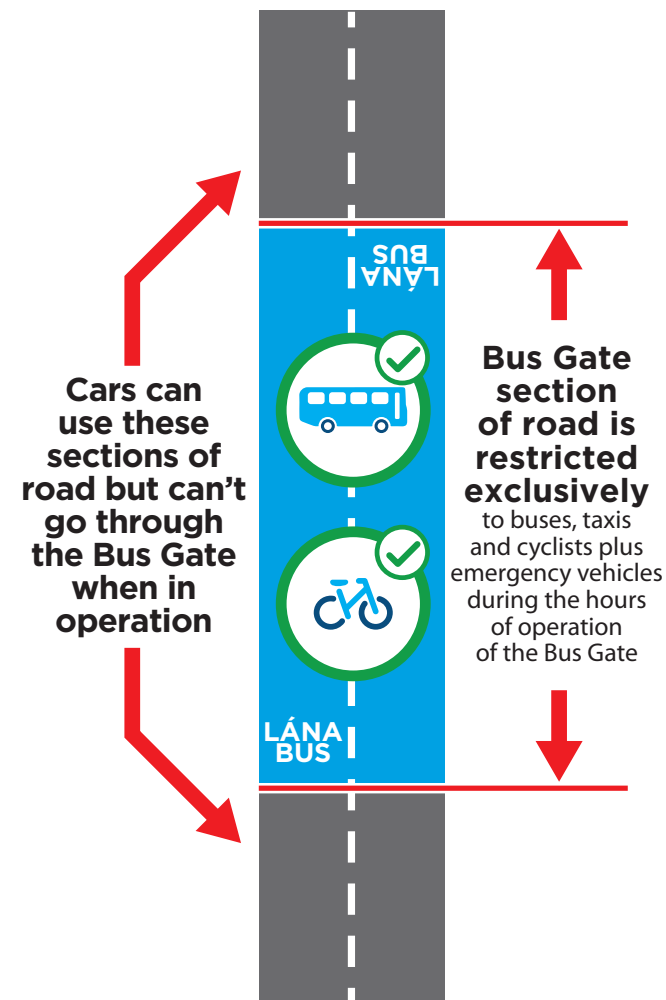 LÁNA
BUS
Cars can
use these
sections of
road but can’t
go through
the Bus Gate
when in
operation
Bus Gate
section
of road is
restricted
exclusively
to buses, taxis
and cyclists plus
emergency vehicles
during the hours
of operation
of the Bus Gate
LÁNA
BUS